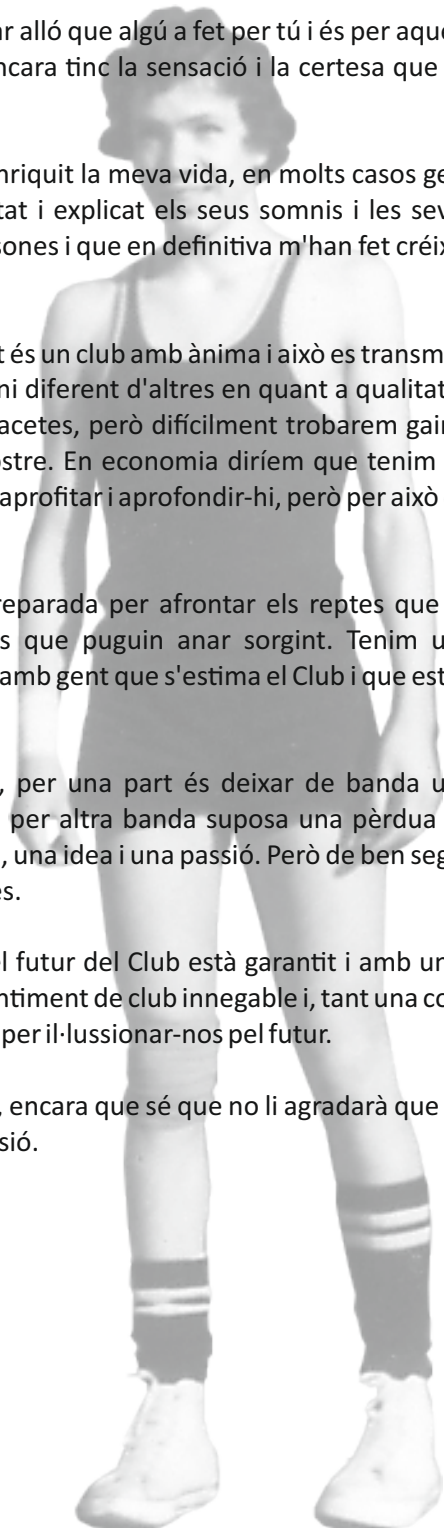 ar alló que algú a fet per tú i és per aque
ncara tinc la sensació i la certesa que
nriquit la meva vida, en molts casos ge
tat i explicat els seus somnis i les sev
sones i que en definitiva m'han fet créix
t és un club amb ànima i això es transm
ni diferent d'altres en quant a qualitat
acetes, però difícilment trobarem gair
ostre. En economia diríem que tenim
aprofitar i aprofondir-hi, però per això
reparada per afrontar els reptes que
s que puguin anar sorgint. Tenim u
amb gent que s'estima el Club i que est
, per una part és deixar de banda u
per altra banda suposa una pèrdua
, una idea i una passió. Però de ben seg
es.
el futur del Club està garantit i amb un
ntiment de club innegable i, tant una co
per il·lussionar-nos pel futur.
, encara que sé que no li agradarà que
sió.